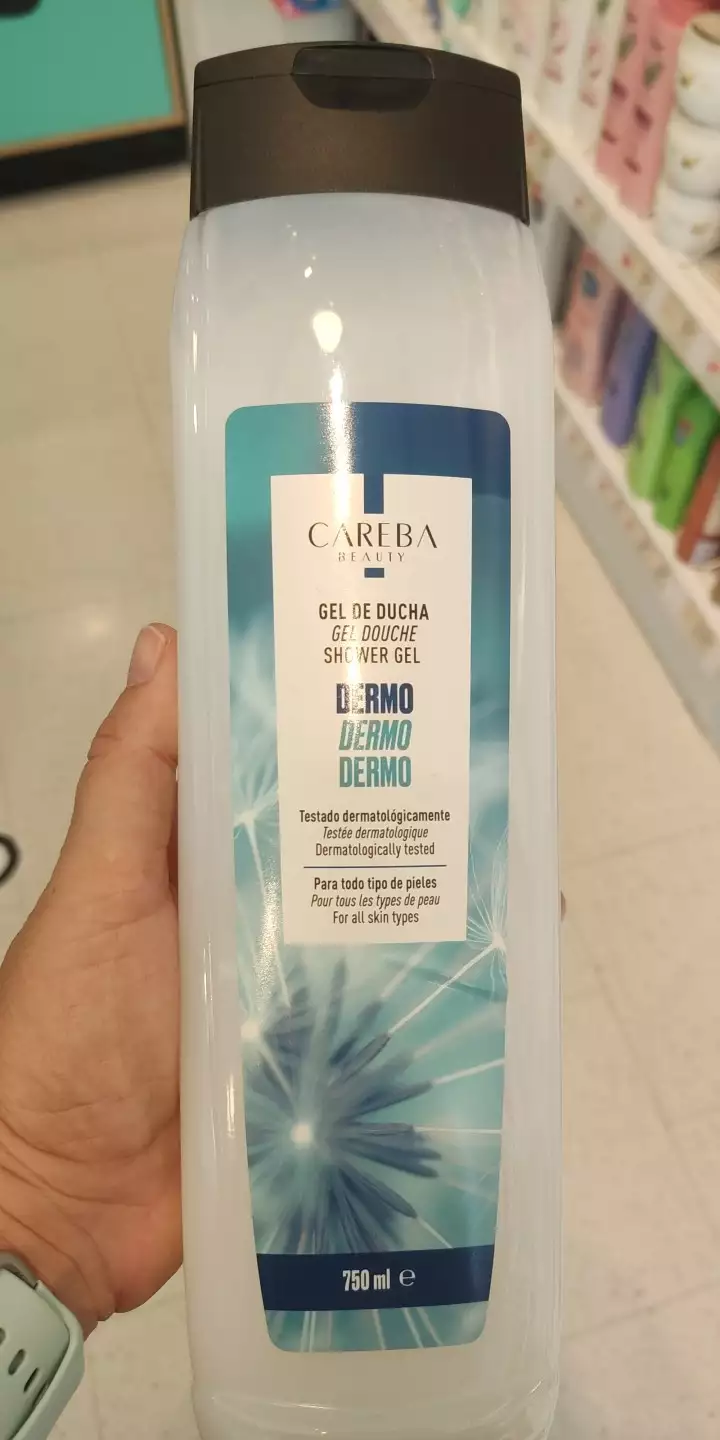 CAREBA
BEAUTY
GEL DE DUCHA
GEL DOUCHE
SHOWER GEL
DERMO
DERMO
DERMO
Testado dermatológicamente
Testée dermatologique
Dermatologically tested
Para todo tipo de pieles
Pour tous les types de peau
For all skin types
750 ml ℮